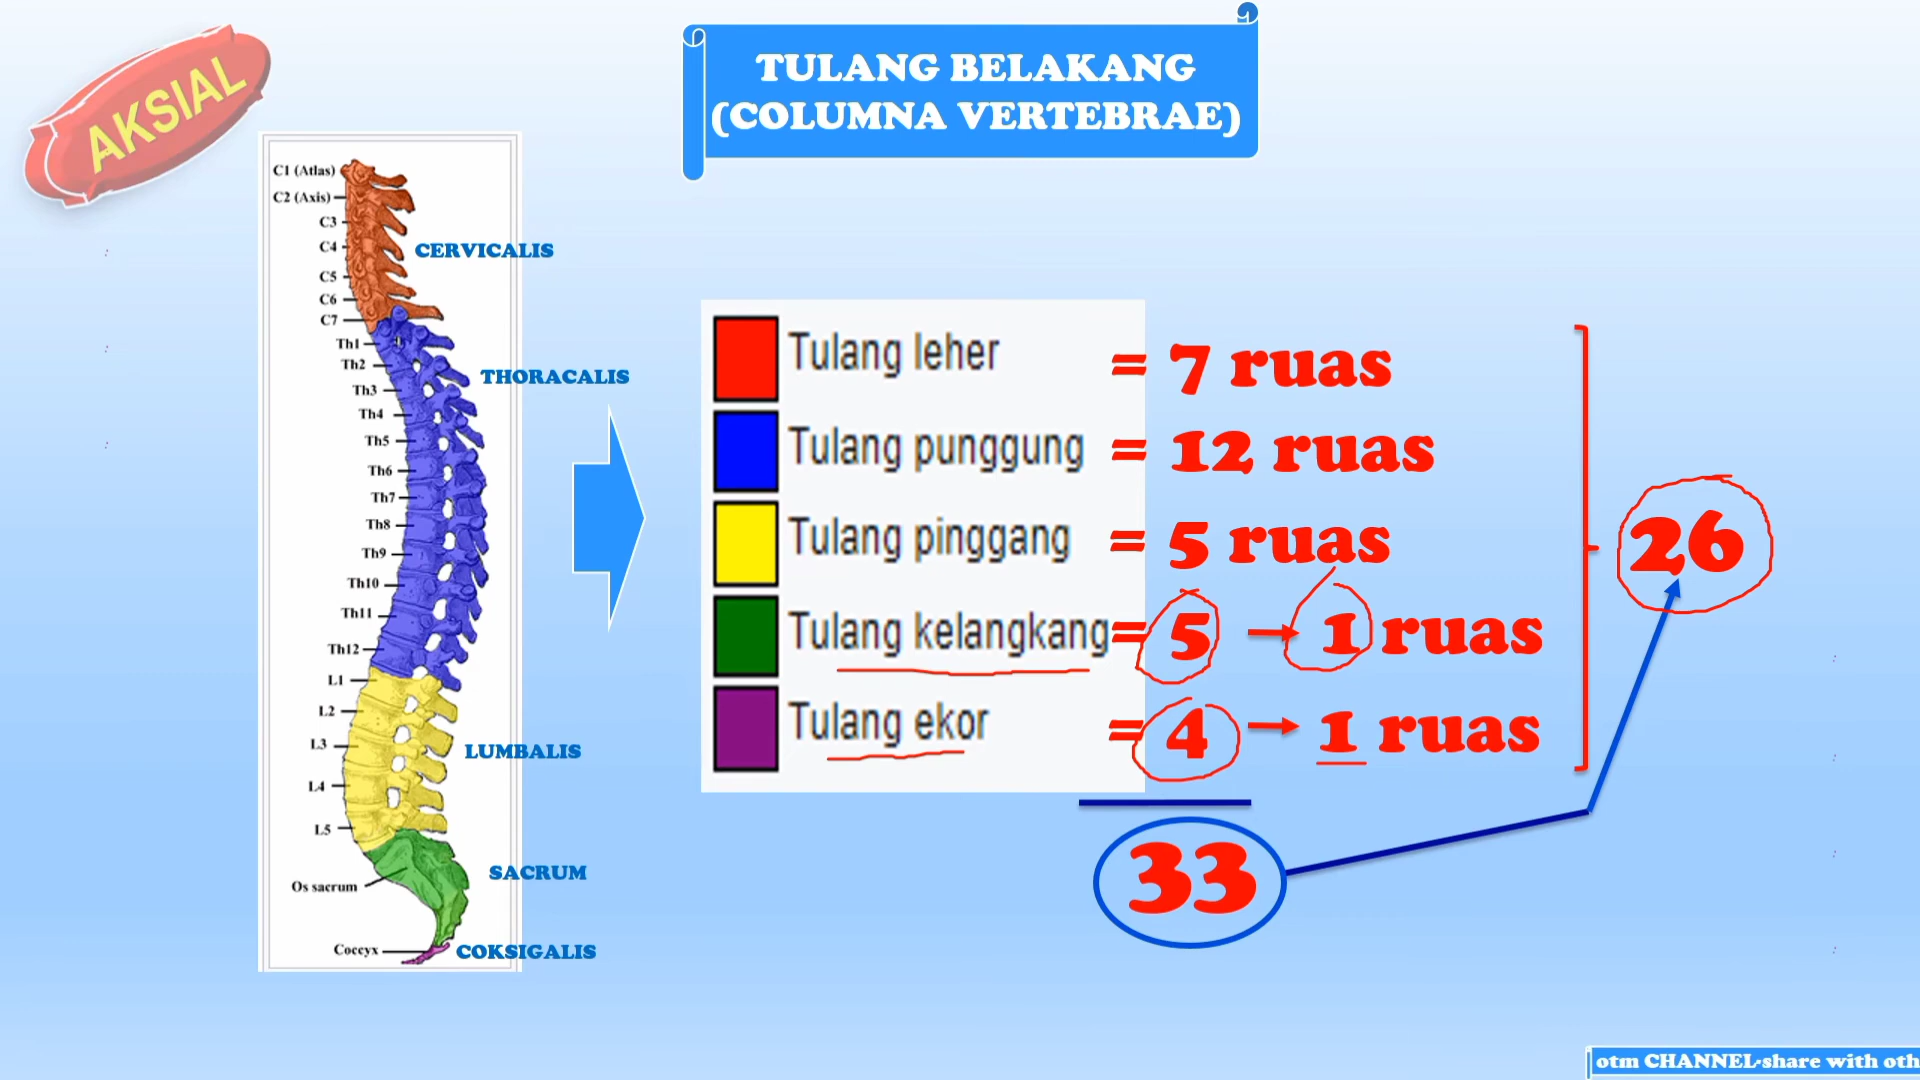 AKSIAL
TULANG BELAKANG
(COLUMNA VERTEBRAE)
C1 (Atlas)
C2 (Axis)
C3
C4
C5
C6
C7
Th1
Th2
Th3
Th4
Th5
Th6
Th7
Th8
Th9
Th10
Th11
Th12
L1
L2
L3
L4
L5
Os sacrum
Coccyx
CERVICALIS
THORACALIS
LUMBALIS
SACRUM
COKSIGALIS
Tulang leher = 7 ruas
Tulang punggung = 12 ruas
Tulang pinggang = 5 ruas
Tulang kelangkang = 5 → 1 ruas
Tulang ekor = 4 → 1 ruas
26
33
otm CHANNEL-share with oth